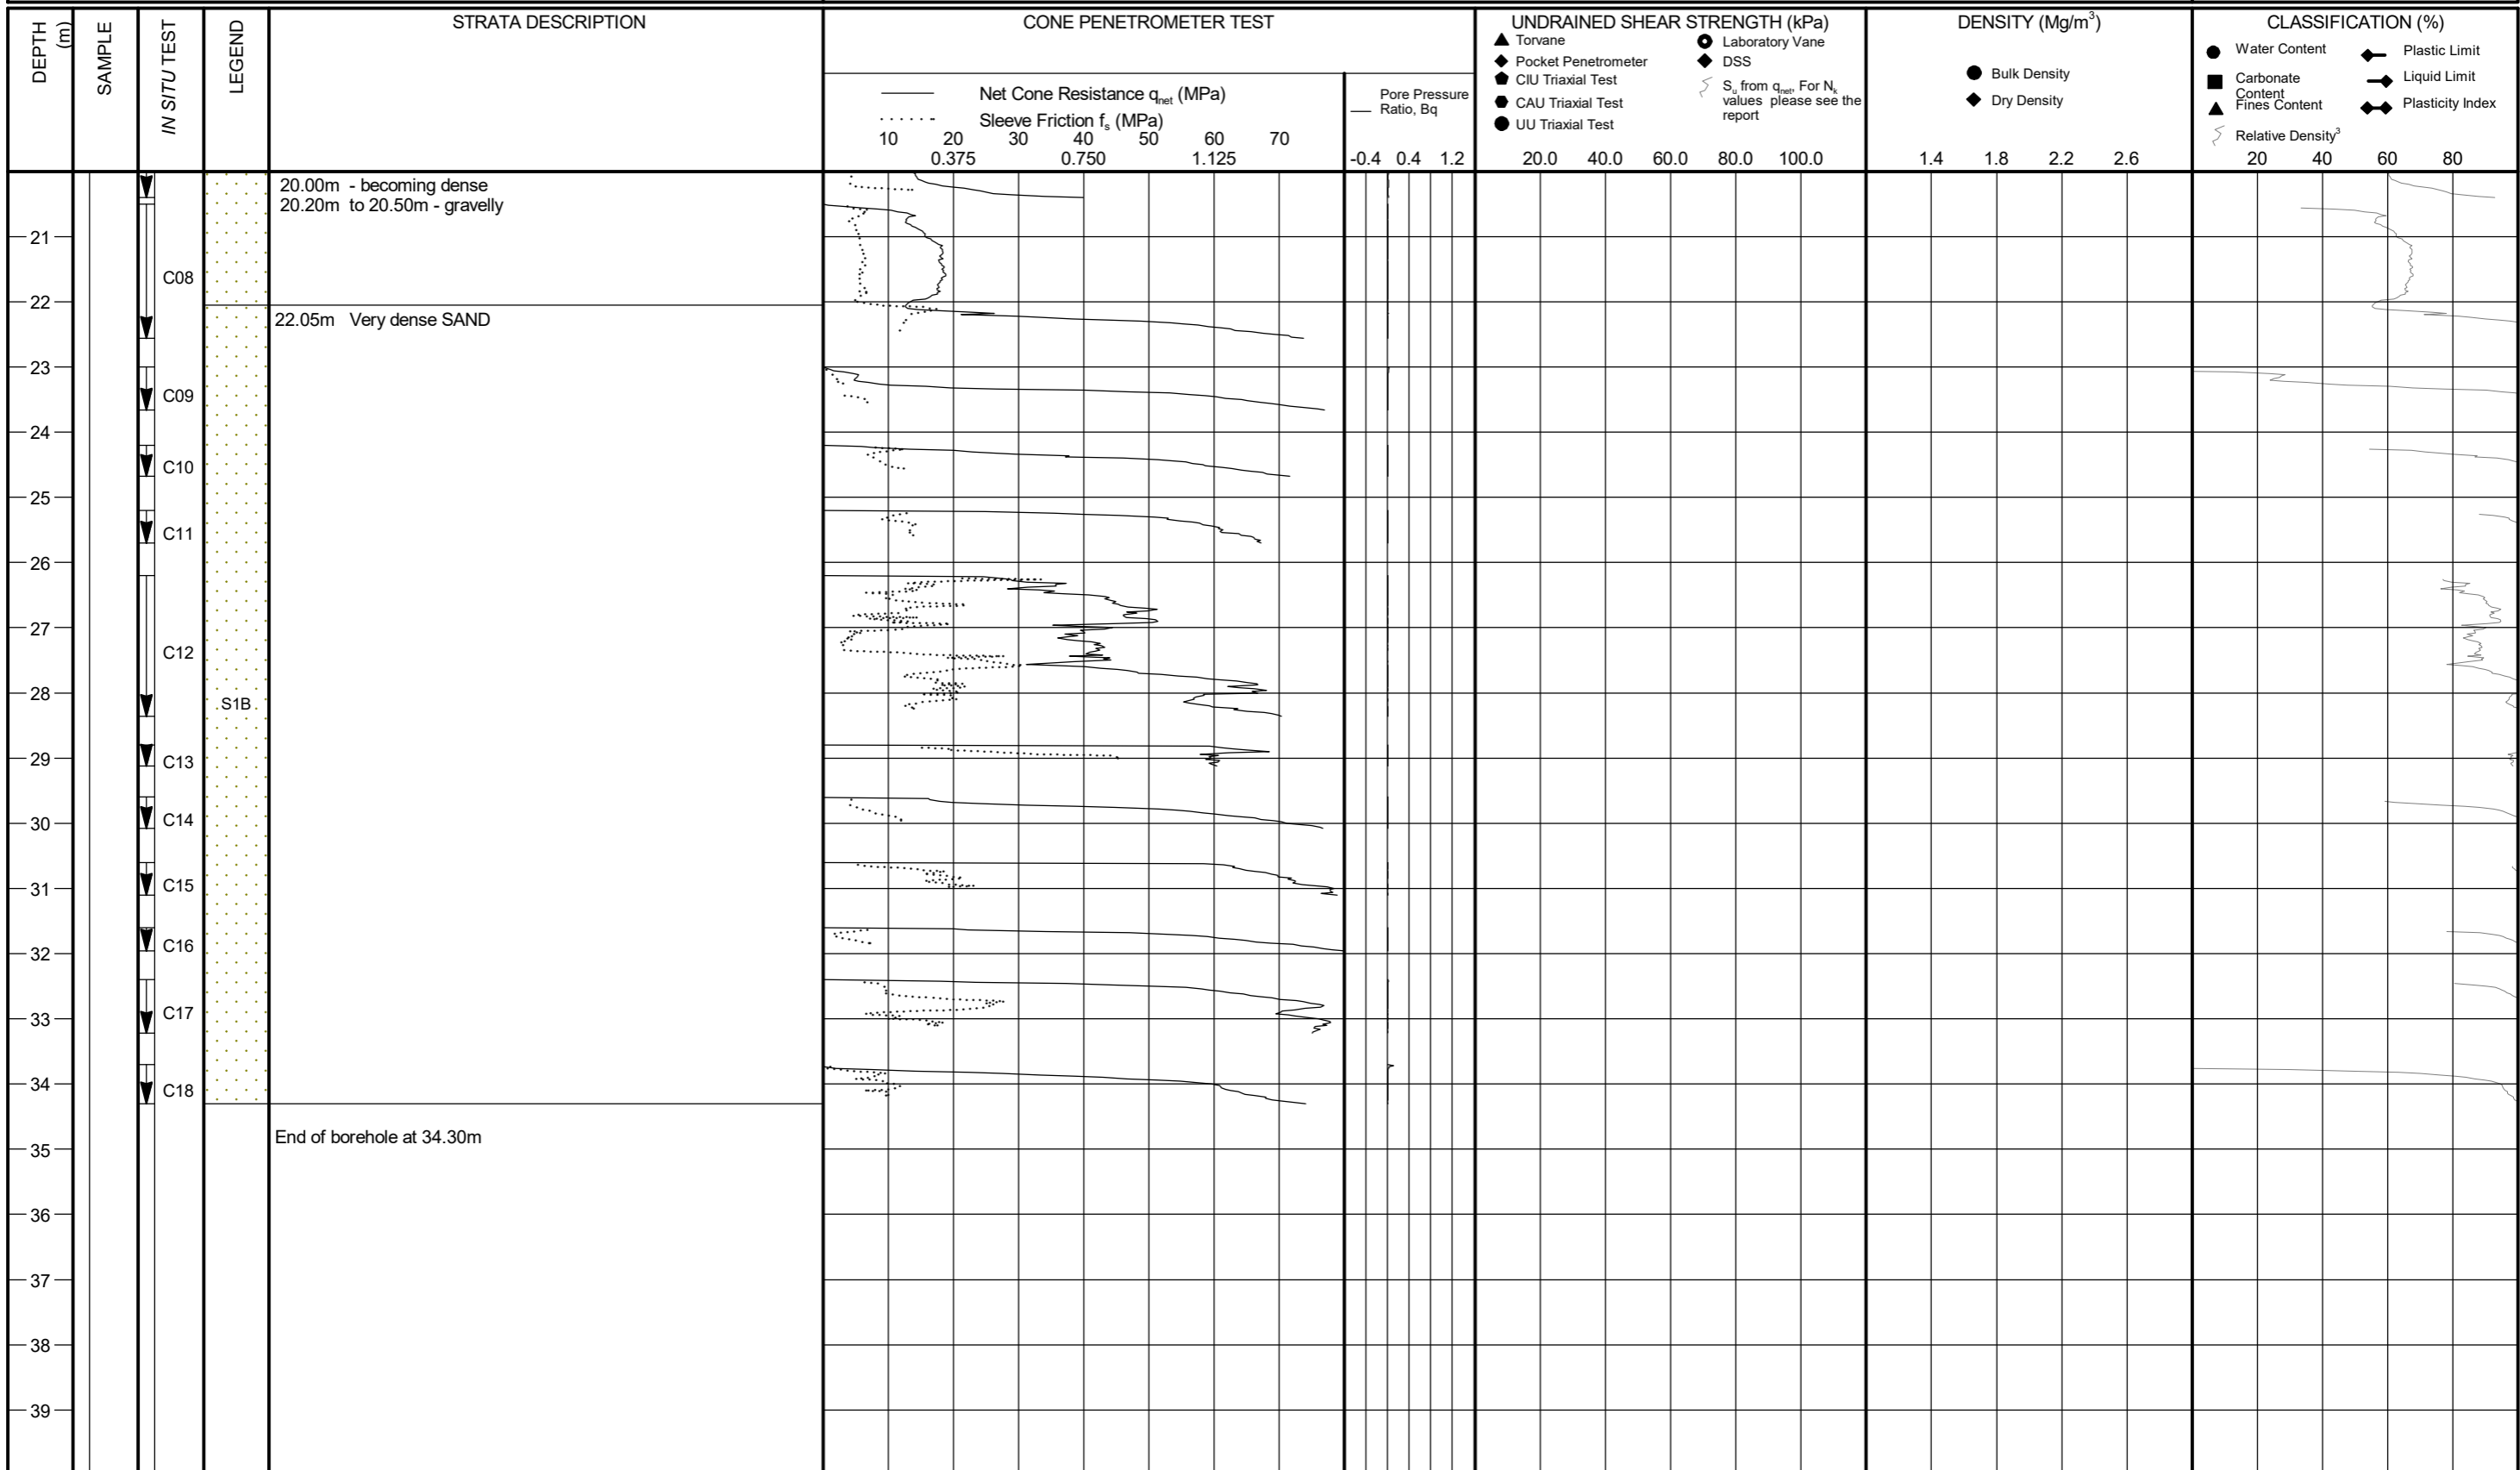 DEPTH (m)
SAMPLE
IN SITU TEST
LEGEND
STRATA DESCRIPTION
CONE PENETROMETER TEST
Net Cone Resistance qnet (MPa)
Sleeve Friction fs (MPa)
10 20 30 40 50 60 70
0.375 0.750 1.125
Pore Pressure
Ratio, Bq
-0.4 0.4 1.2
UNDRAINED SHEAR STRENGTH (kPa)
Torvane
Pocket Penetrometer
CIU Triaxial Test
CAU Triaxial Test
UU Triaxial Test
Laboratory Vane
DSS
Su from qnet, For Nk
values please see the
report
20.0 40.0 60.0 80.0 100.0
DENSITY (Mg/m³)
Bulk Density
Dry Density
1.4 1.8 2.2 2.6
CLASSIFICATION (%)
Water Content
Carbonate
Content
Fines Content
Relative Density³
Plastic Limit
Liquid Limit
Plasticity Index
20 40 60 80
20.00m - becoming dense
20.20m to 20.50m - gravelly
21
C08
22
22.05m Very dense SAND
23
C09
24
C10
25
C11
26
27
C12
28
S1B
29
C13
30
C14
31
C15
32
C16
33
C17
34
C18
End of borehole at 34.30m
35
36
37
38
39